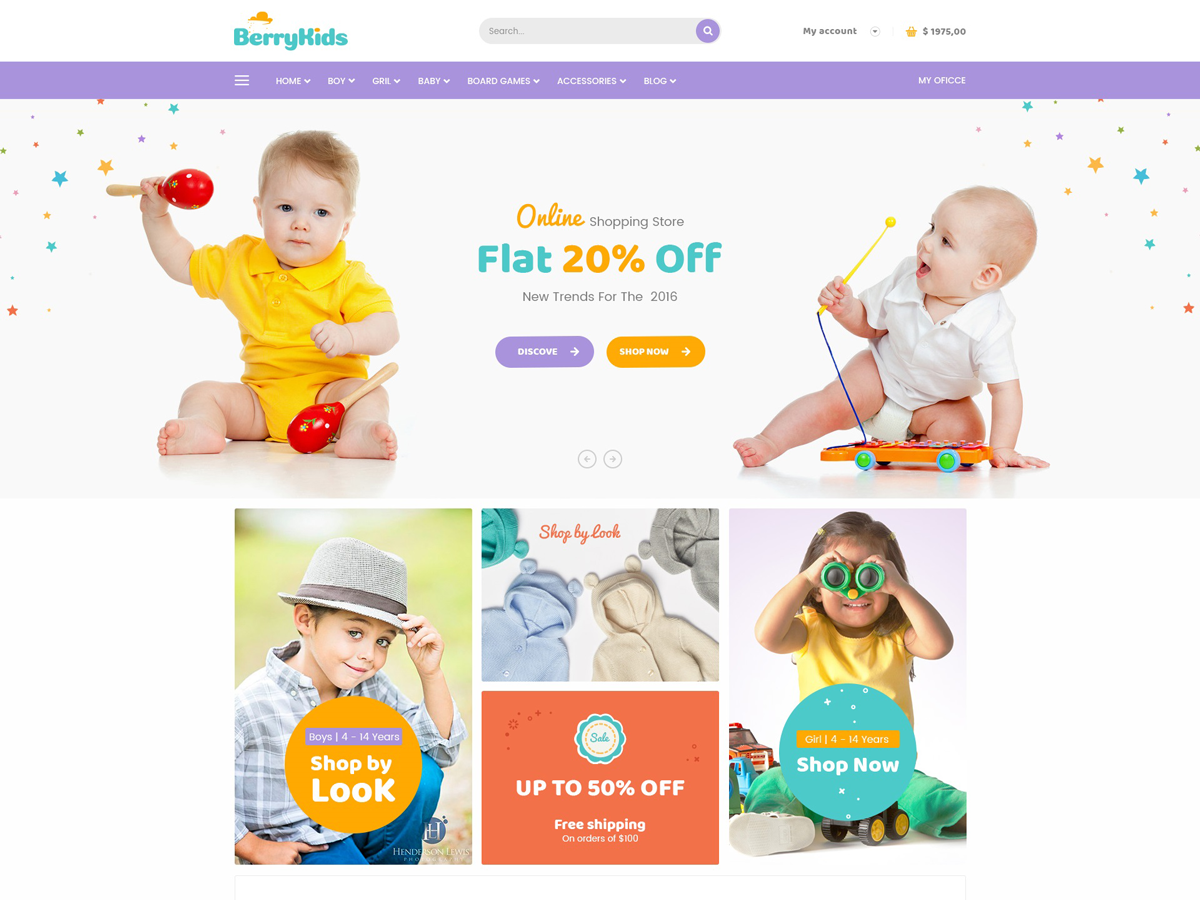 BerryKids
Search...
My account
$ 1975,00
HOME
BOY
GRIL
BABY
BOARD GAMES
ACCESSORIES
BLOG
MY OFICCE
Online Shopping Store
Flat 20% Off
New Trends For The 2016
DISCOVE
SHOP NOW
Boys | 4 - 14 Years
Shop by
LooK
H
HENDERSON LEWIS
Shop by Look
Sale
UP TO 50% OFF
Free shipping
On orders of $100
Girl | 4 - 14 Years
Shop Now